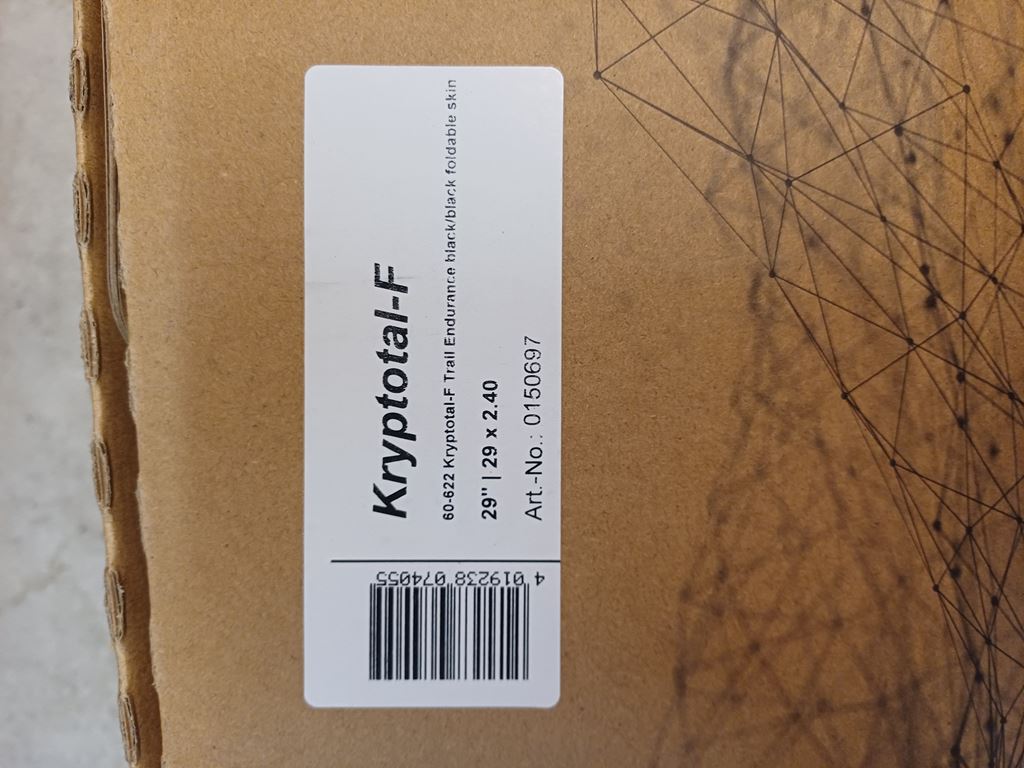 Kryptotal-F
60-622 Kryptotal-F Trail Endurance black/black foldable skin
29" | 29 x 2.40
Art.-No.: 0150697
4 019238 074055